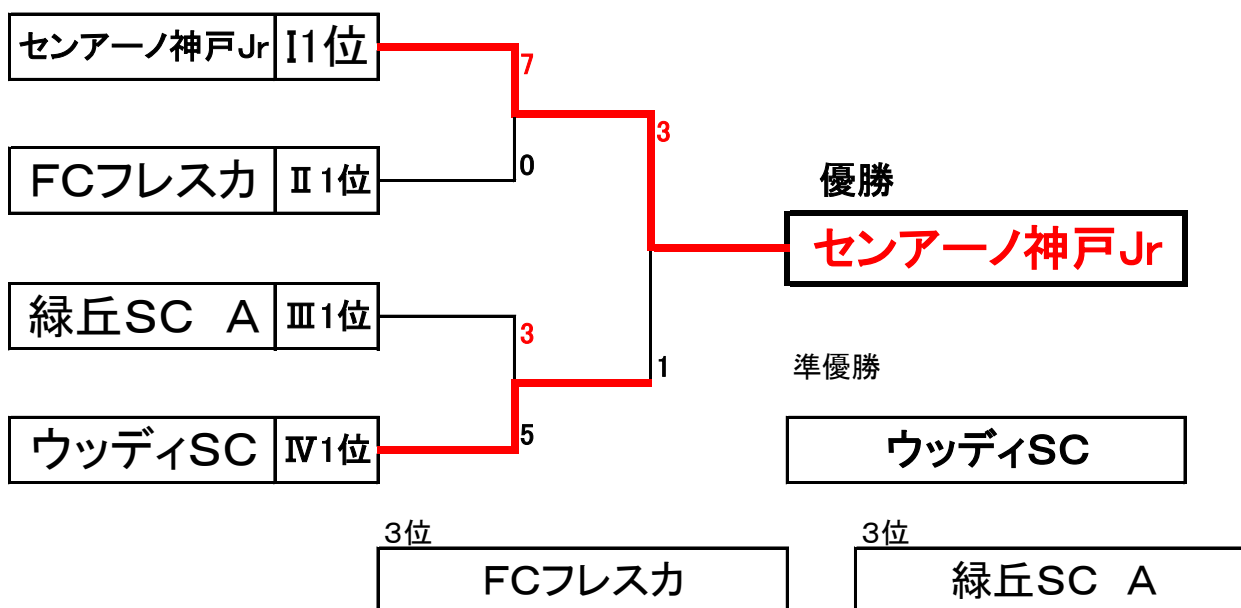 センアーノ神戸Jr Ⅰ1位
7
3
FCフレスカ Ⅱ1位
0
優勝
センアーノ神戸Jr
緑丘SC A Ⅲ1位
3
1
準優勝
ウッディSC Ⅳ1位
5
ウッディSC
3位
FCフレスカ
3位
緑丘SC A